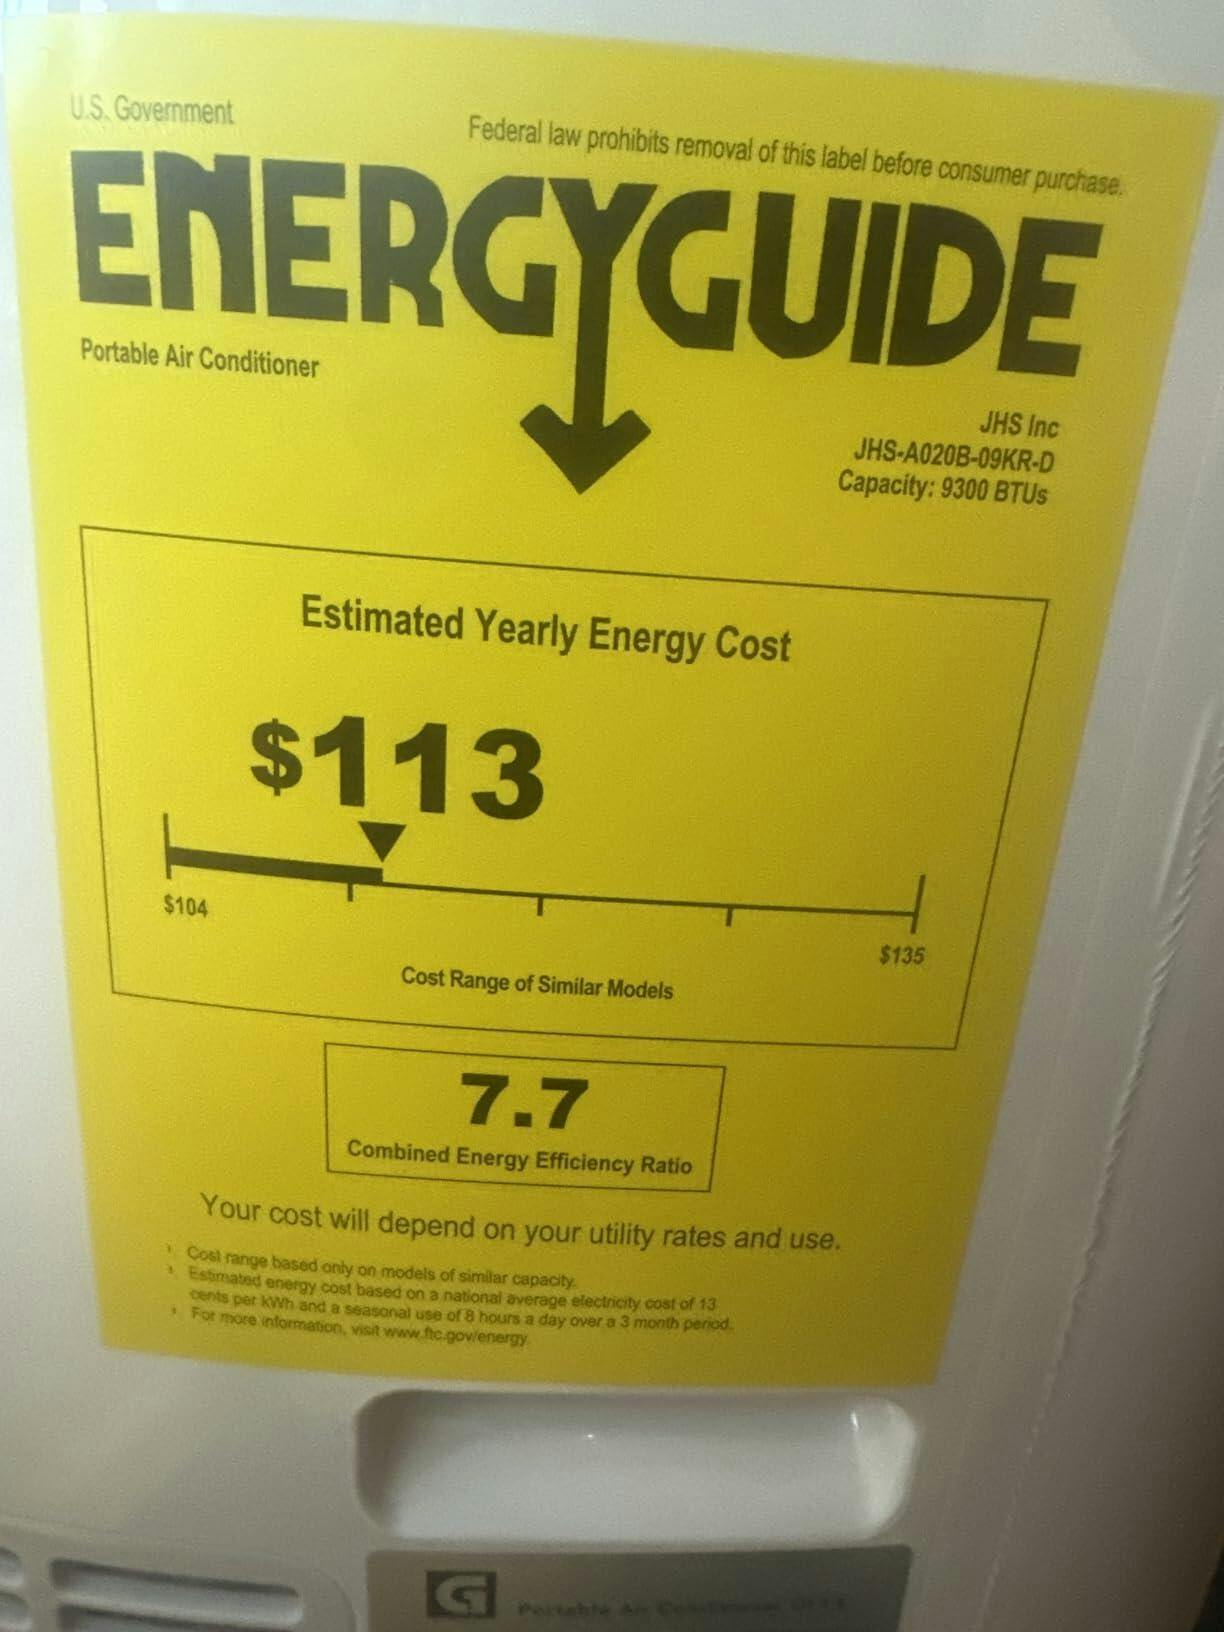 U.S. Government
Federal law prohibits removal of this label before consumer purchase.
ENERGYGUIDE
Portable Air Conditioner
JHS Inc
JHS-A020B-09KR-D
Capacity: 9300 BTUs
Estimated Yearly Energy Cost
$113
$104
$135
Cost Range of Similar Models
7.7
Combined Energy Efficiency Ratio
Your cost will depend on your utility rates and use.
Cost range based only on models of similar capacity.
Estimated energy cost based on a national average electricity cost of 13
cents per kWh and a seasonal use of 8 hours a day over a 3 month period.
For more information, visit www.ftc.gov/energy
G
Portable Air Conditioner